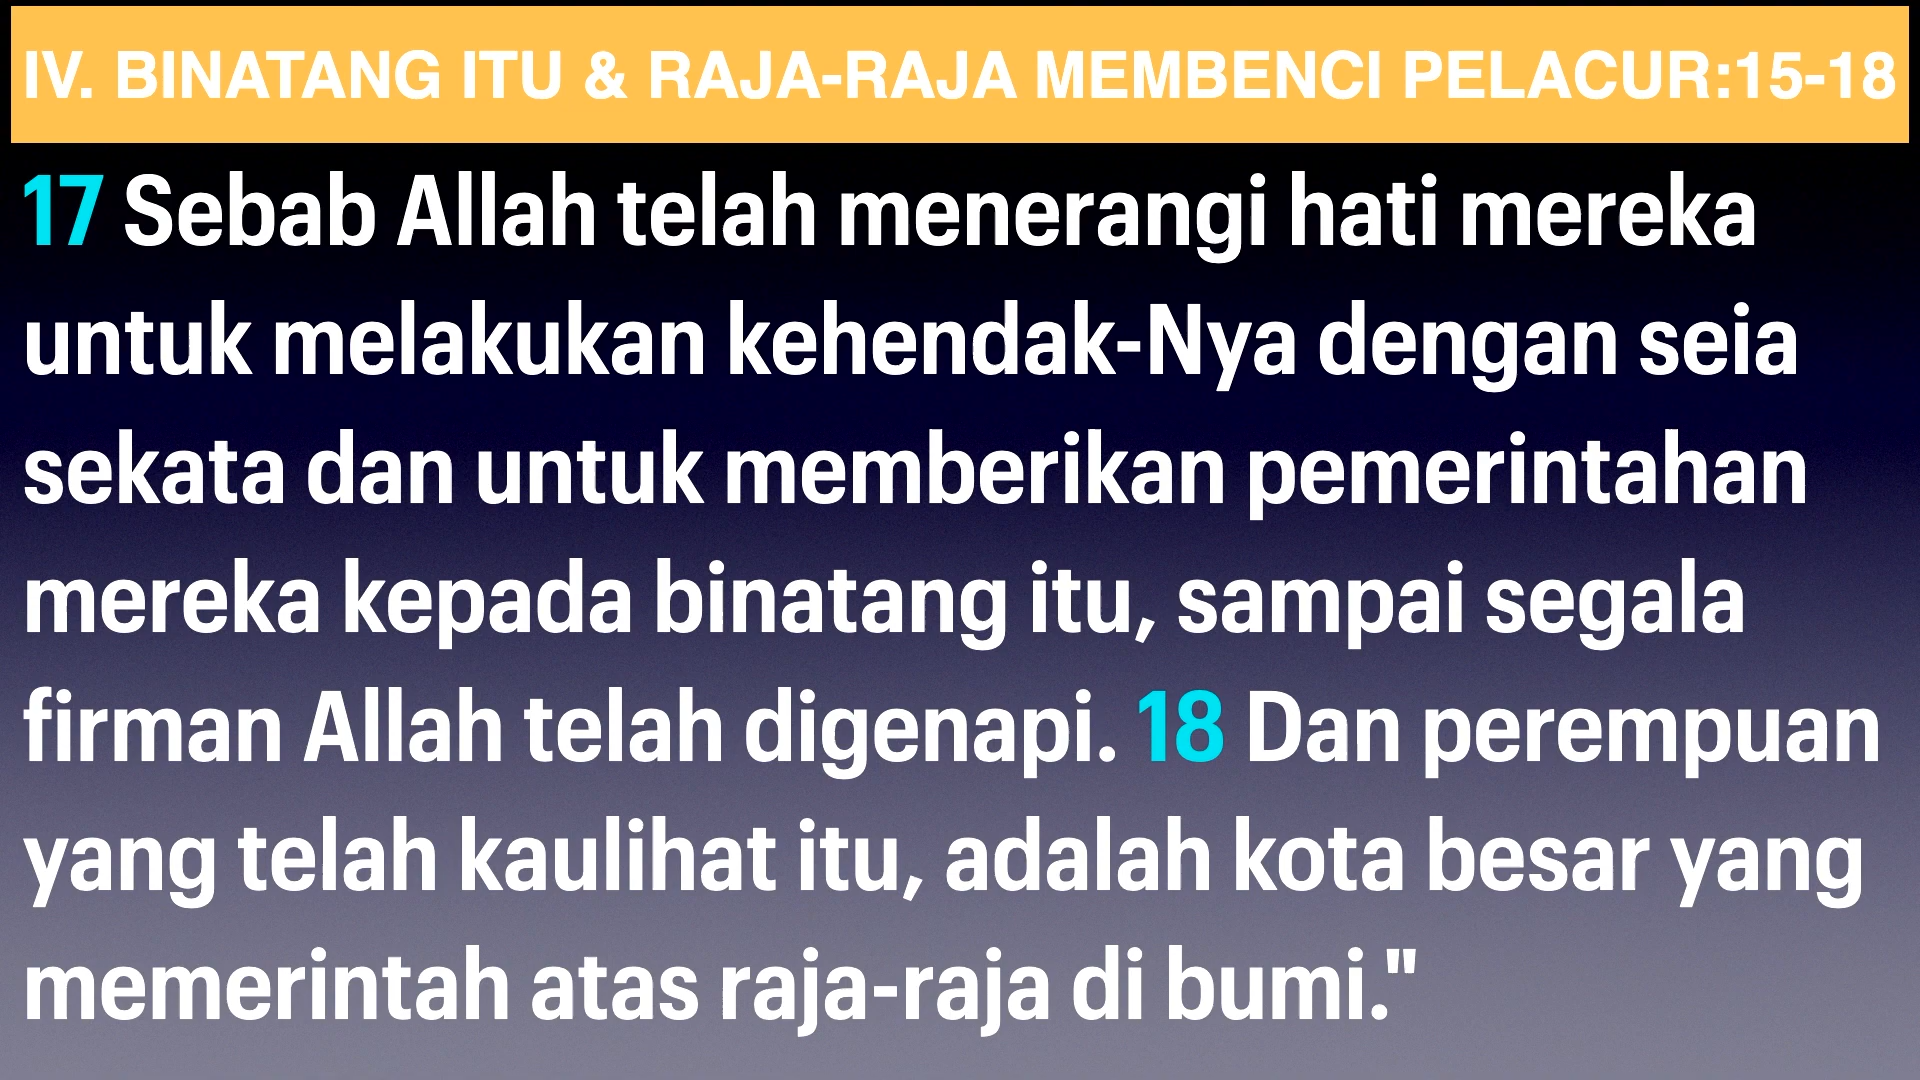 IV. BINATANG ITU & RAJA-RAJA MEMBENCI PELACUR:15-18
17 Sebab Allah telah menerangi hati mereka
untuk melakukan kehendak-Nya dengan seia
sekata dan untuk memberikan pemerintahan
mereka kepada binatang itu, sampai segala
firman Allah telah digenapi. 18 Dan perempuan
yang telah kaulihat itu, adalah kota besar yang
memerintah atas raja-raja di bumi."